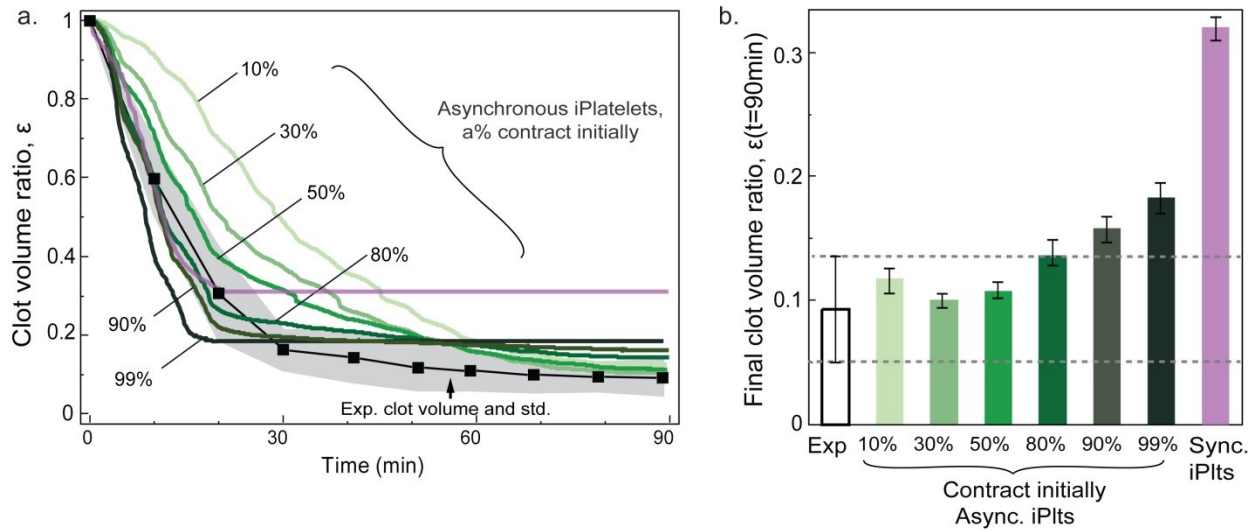 a.
1
0.8
0.6
0.4
0.2
0
Clot volume ratio, ε
10%
30%
50%
80%
90%
99%
Asynchronous iPlatelets,
a% contract initially
Exp. clot volume and std.
0
30
60
90
Time (min)
b.
0.3
0.2
0.1
0
Final clot volume ratio, ε(t=90min)
Exp
10%
30%
50%
80%
90%
99%
Sync.
iPlts
Contract initially
Async. iPlts